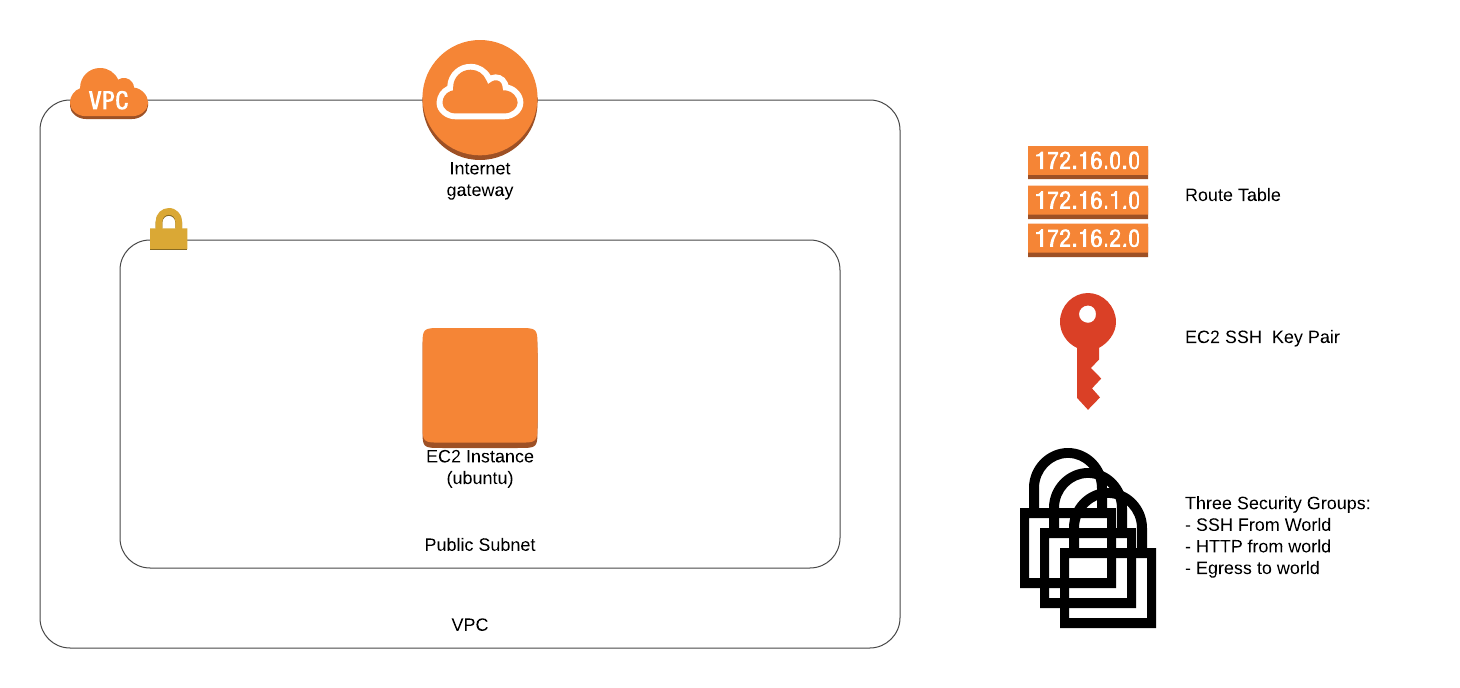 VPC
Internet
gateway
EC2 Instance
(ubuntu)
Public Subnet
VPC
172.16.0.0
172.16.1.0
172.16.2.0
Route Table
EC2 SSH  Key Pair
Three Security Groups:
- SSH From World
- HTTP from world
- Egress to world